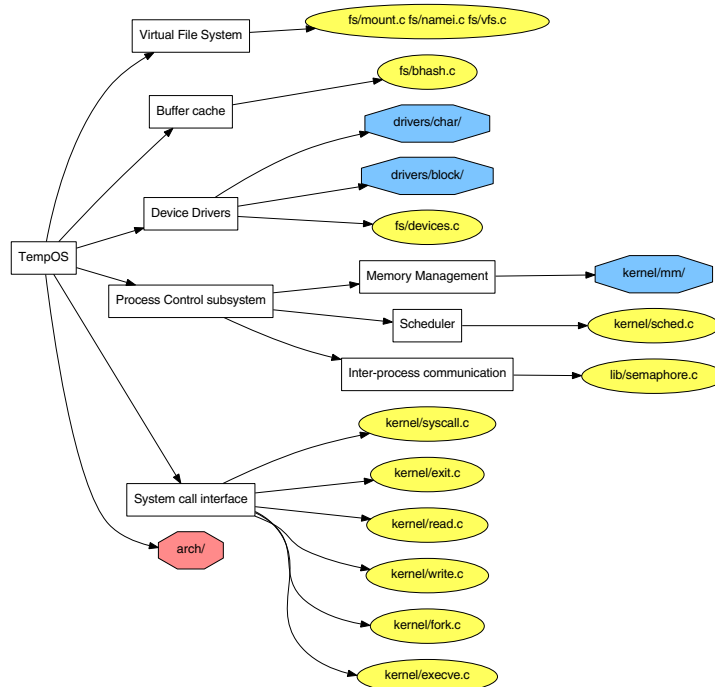 fs/mount.c fs/namei.c fs/vfs.c
Virtual File System
fs/bhash.c
Buffer cache
drivers/char/
drivers/block/
Device Drivers
fs/devices.c
TempOS
Memory Management
kernel/mm/
Process Control subsystem
Scheduler
kernel/sched.c
Inter-process communication
lib/semaphore.c
kernel/syscall.c
kernel/exit.c
System call interface
kernel/read.c
arch/
kernel/write.c
kernel/fork.c
kernel/execve.c